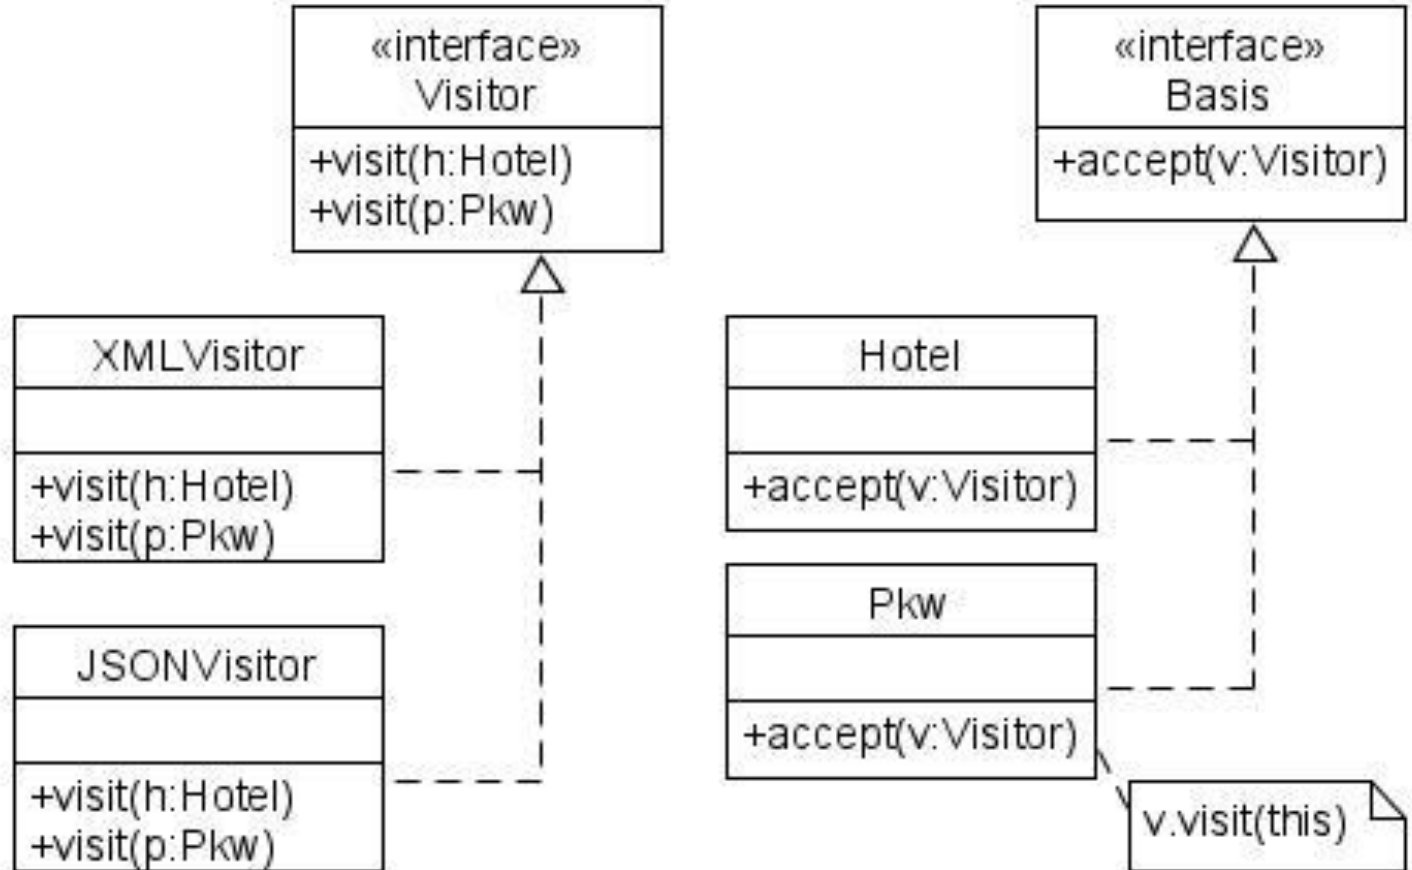 «interface»
Visitor
+visit(h:Hotel)
+visit(p:Pkw)
«interface»
Basis
+accept(v:Visitor)
XMLVisitor
+visit(h:Hotel)
+visit(p:Pkw)
Hotel
+accept(v:Visitor)
Pkw
+accept(v:Visitor)
JSONVisitor
+visit(h:Hotel)
+visit(p:Pkw)
v.visit(this)